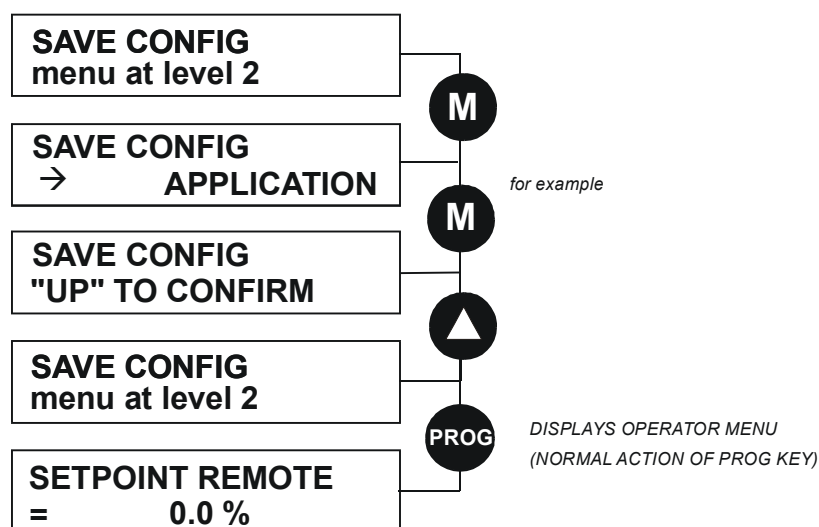 SAVE CONFIG
menu at level 2
M
SAVE CONFIG
→ APPLICATION
for example
M
SAVE CONFIG
"UP" TO CONFIRM
SAVE CONFIG
menu at level 2
PROG
DISPLAYS OPERATOR MENU
(NORMAL ACTION OF PROG KEY)
SETPOINT REMOTE
= 0.0 %